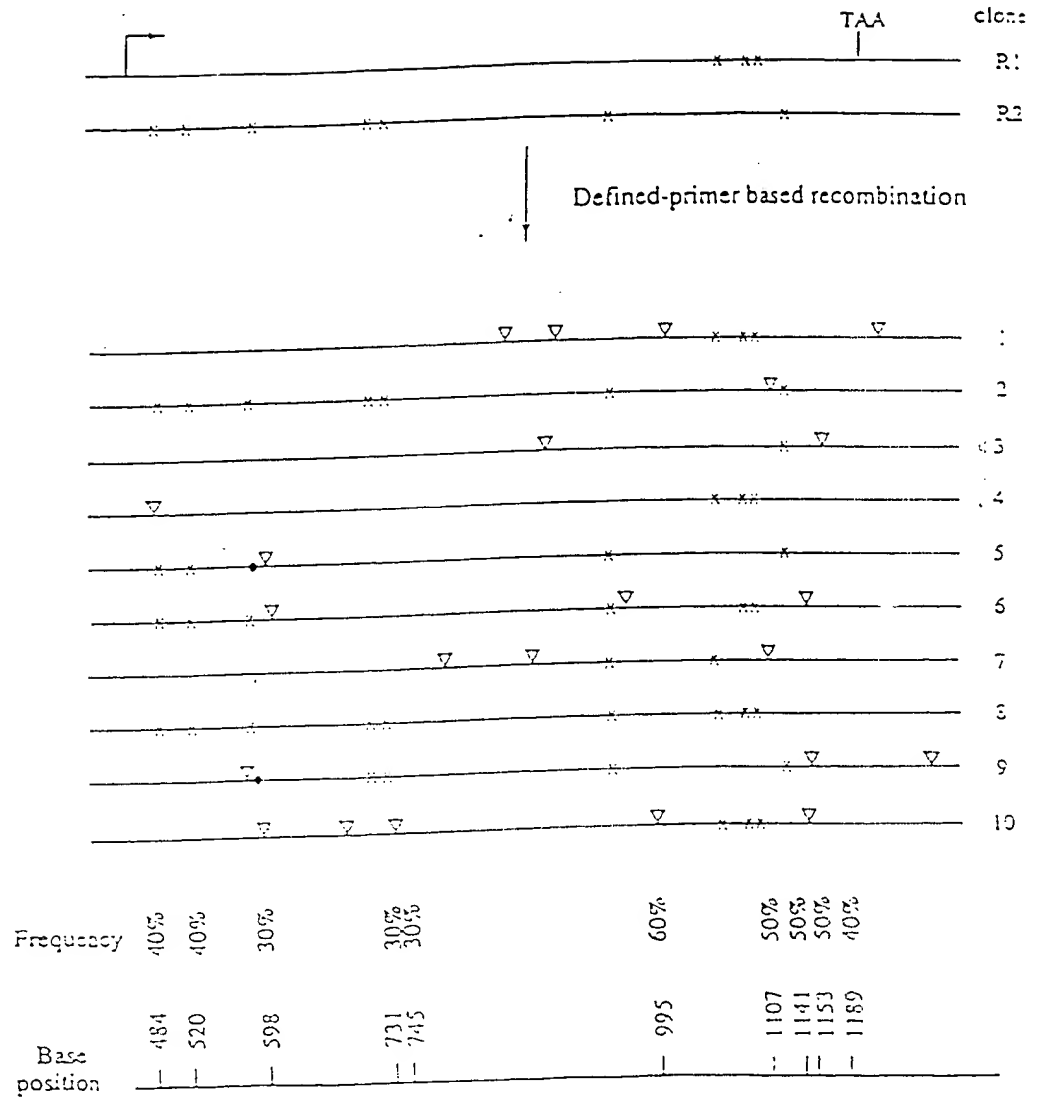 TAA
clone
R1
R2
Defined-primer based recombination
1
2
3
4
5
6
7
8
9
10
Frequency 40% 40% 30% 30% 30% 60% 50% 50% 50% 40%
484 520 598 731 745 995 1107 1141 1153 1189
Base
position